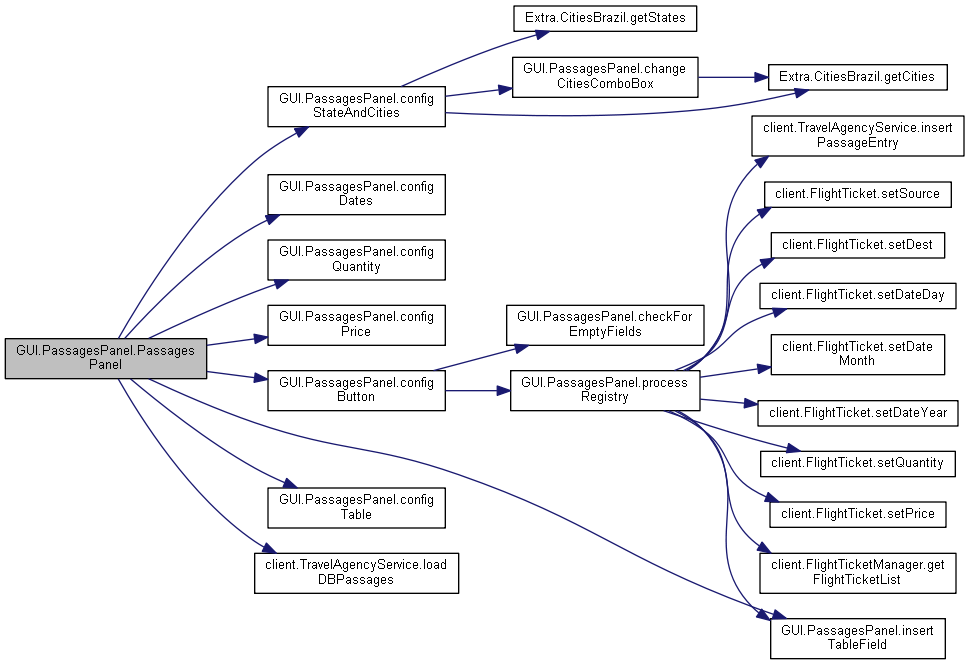 Extra.CitiesBrazil.getStates
GUI.PassagesPanel.change
CitiesComboBox
Extra.CitiesBrazil.getCities
GUI.PassagesPanel.config
StateAndCities
client.TravelAgencyService.insert
PassageEntry
GUI.PassagesPanel.config
Dates
client.FlightTicket.setSource
client.FlightTicket.setDest
GUI.PassagesPanel.config
Quantity
client.FlightTicket.setDateDay
GUI.PassagesPanel.config
Price
GUI.PassagesPanel.checkFor
EmptyFields
client.FlightTicket.setDate
Month
GUI.PassagesPanel.Passages
Panel
GUI.PassagesPanel.config
Button
GUI.PassagesPanel.process
Registry
client.FlightTicket.setDateYear
client.FlightTicket.setQuantity
GUI.PassagesPanel.config
Table
client.FlightTicket.setPrice
client.TravelAgencyService.load
DBPassages
client.FlightTicketManager.get
FlightTicketList
GUI.PassagesPanel.insert
TableField